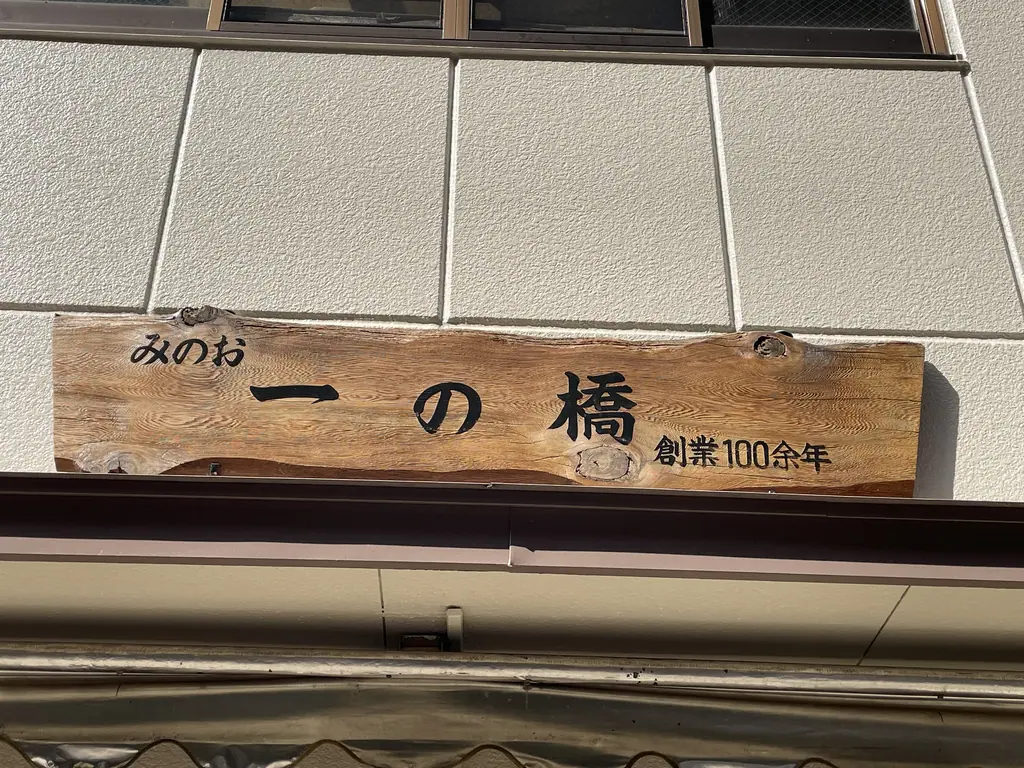 みのお
一の橋
創業100余年